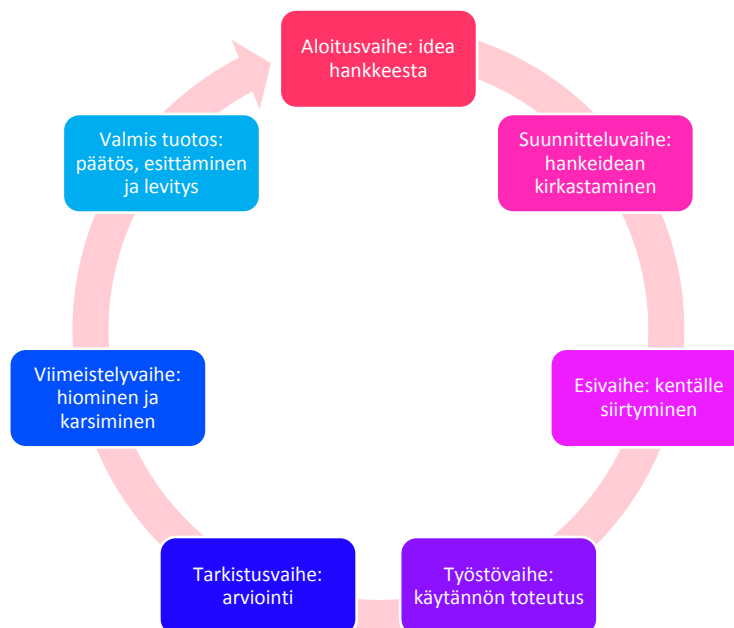 Aloitusvaihe: idea
hankkeesta
Suunnitteluvaihe:
hankeidean
kirkastaminen
Esivaihe: kentälle
siirtyminen
Työstövaihe:
käytännön toteutus
Tarkistusvaihe:
arviointi
Viimeistelyvaihe:
hiominen ja
karsiminen
Valmis tuotos:
päätös, esittäminen
ja levitys